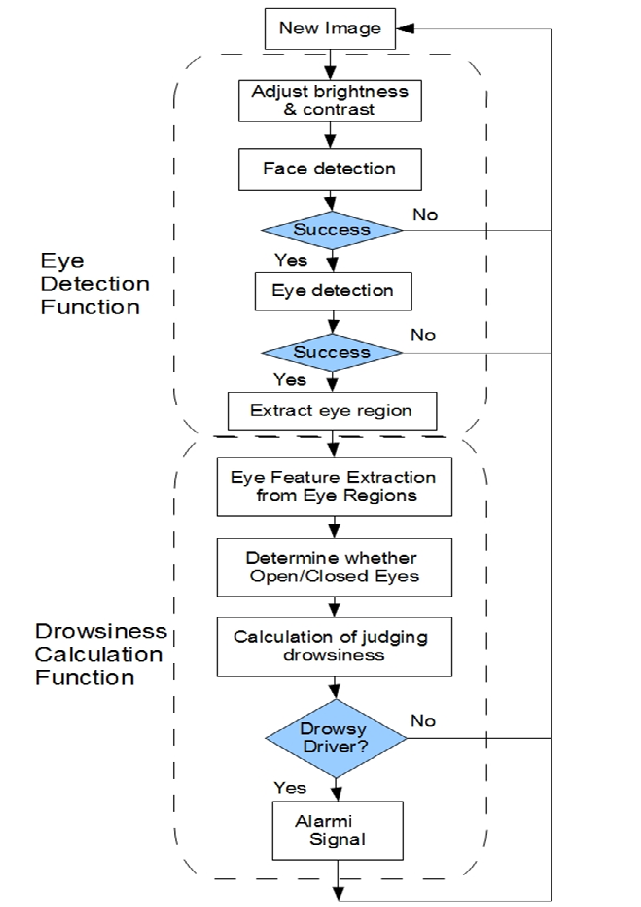 New Image
Adjust brightness
& contrast
Face detection
Success
No
Yes
Eye detection
Success
No
Yes
Extract eye region
Eye
Detection
Function
Eye Feature Extraction
from Eye Regions
Determine whether
Open/Closed Eyes
Calculation of judging
drowsiness
Drowsy
Driver?
No
Yes
Alarmi
Signal
Drowsiness
Calculation
Function